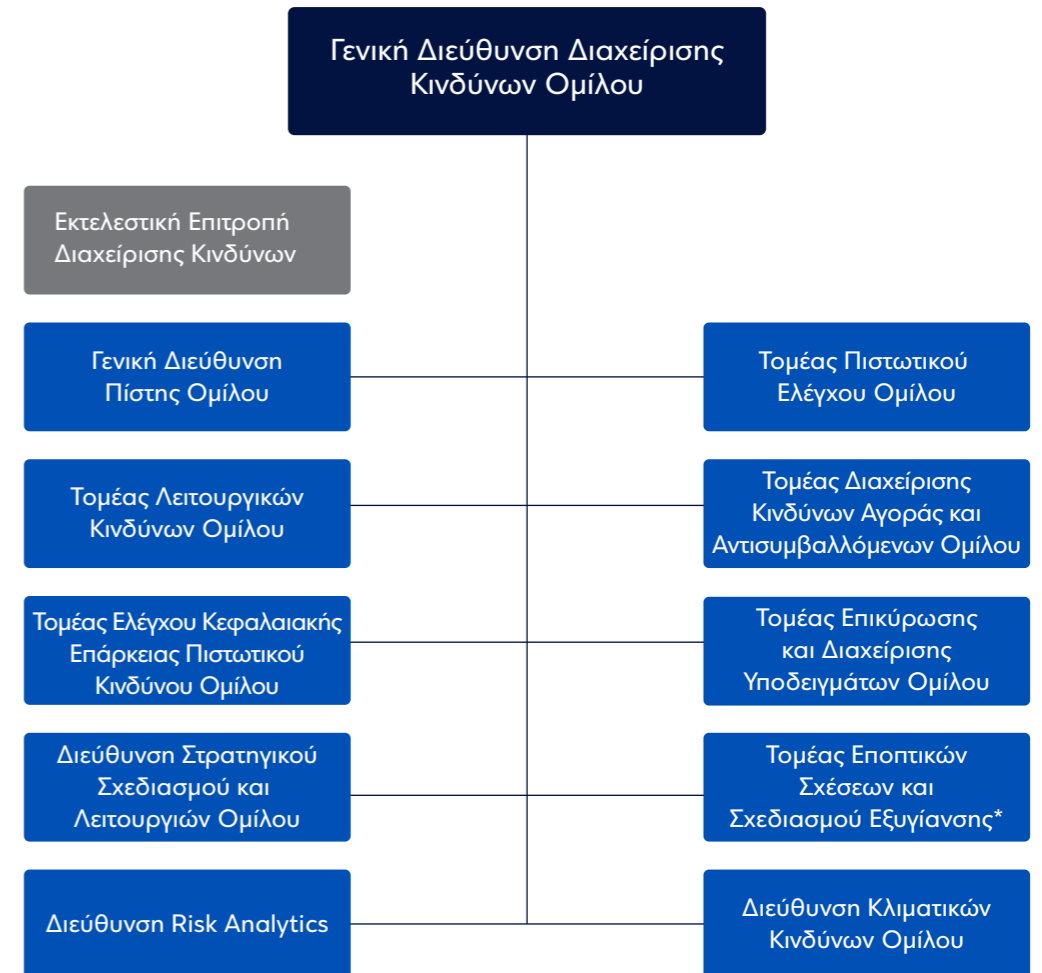 Γενική Διεύθυνση Διαχείρισης
Κινδύνων Ομίλου
Εκτελεστική Επιτροπή
Διαχείρισης Κινδύνων
Γενική Διεύθυνση
Πίστης Ομίλου
Τομέας Πιστωτικού
Ελέγχου Ομίλου
Τομέας Λειτουργικών
Κινδύνων Ομίλου
Τομέας Διαχείρισης
Κινδύνων Αγοράς και
Αντισυμβαλλόμενων Ομίλου
Τομέας Ελέγχου Κεφαλαιακής
Επάρκειας Πιστωτικού
Κινδύνου Ομίλου
Τομέας Επικύρωσης
και Διαχείρισης
Υποδειγμάτων Ομίλου
Διεύθυνση Στρατηγικού
Σχεδιασμού και
Λειτουργιών Ομίλου
Τομέας Εποπτικών
Σχέσεων και
Σχεδιασμού Εξυγίανσης*
Διεύθυνση Risk Analytics
Διεύθυνση Κλιματικών
Κινδύνων Ομίλου